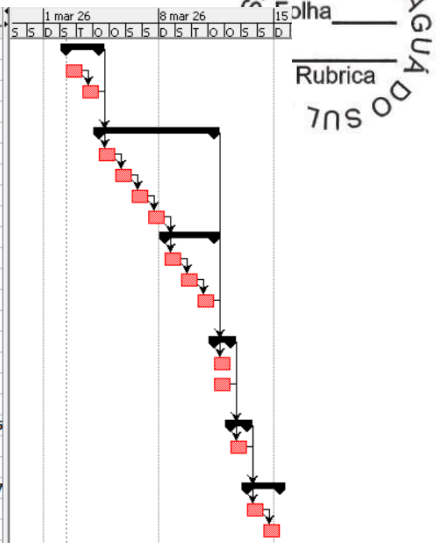 1 mar 26 8 mar 26 15
S S D S T O O S S D S T O O S S D
Folha
Rubrica
AGUÁ DO SUL